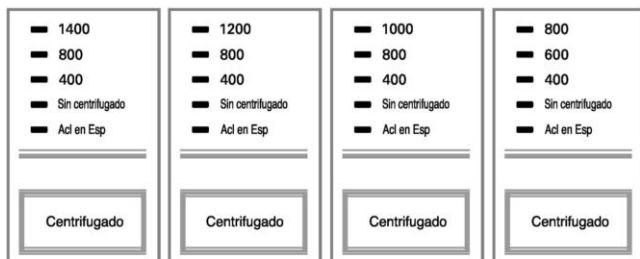 1400
800
400
Sin centrifugado
Acl en Esp
Centrifugado
1200
800
400
Sin centrifugado
Acl en Esp
Centrifugado
1000
800
400
Sin centrifugado
Acl en Esp
Centrifugado
800
600
400
Sin centrifugado
Acl en Esp
Centrifugado